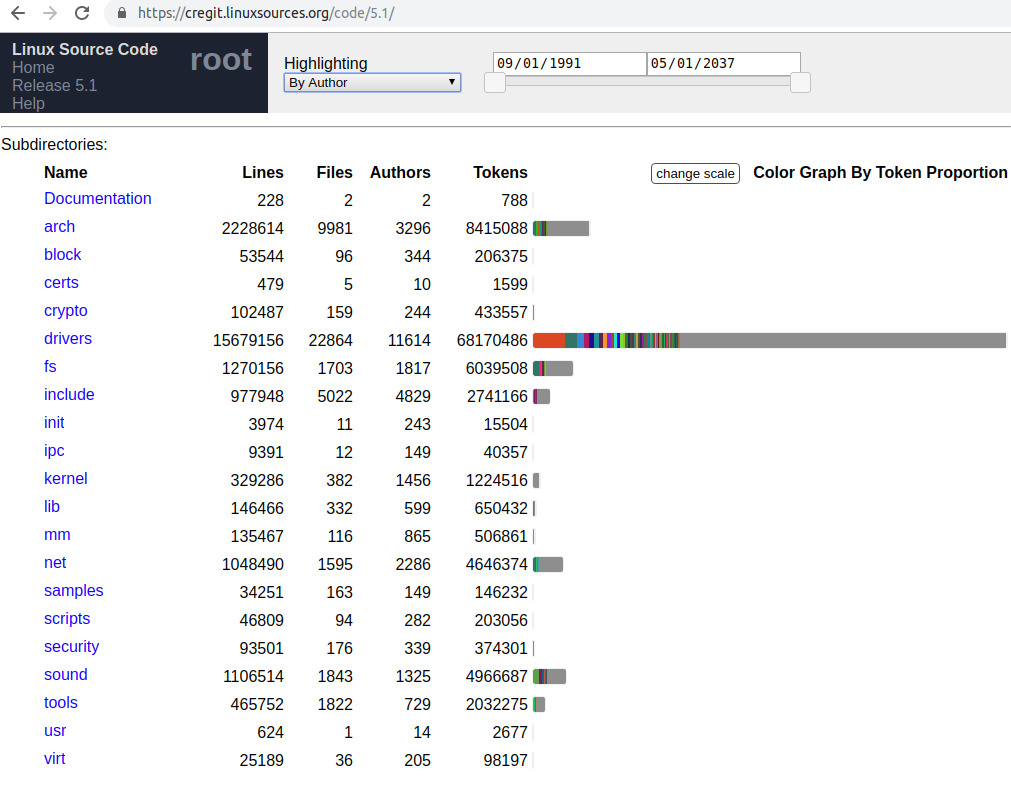 https://cregit.linuxsources.org/code/5.1/
Linux Source Code
root
Home
Release 5.1
Help
Highlighting
By Author
09/01/1991 05/01/2037
Subdirectories:
Name Lines Files Authors Tokens change scale Color Graph By Token Proportion
Documentation 228 2 2 788
arch 2228614 9981 3296 8415088
block 53544 96 344 206375
certs 479 5 10 1599
crypto 102487 159 244 433557
drivers 15679156 22864 11614 68170486
fs 1270156 1703 1817 6039508
include 977948 5022 4829 2741166
init 3974 11 243 15504
ipc 9391 12 149 40357
kernel 329286 382 1456 1224516
lib 146466 332 599 650432
mm 135467 116 865 506861
net 1048490 1595 2286 4646374
samples 34251 163 149 146232
scripts 46809 94 282 203056
security 93501 176 339 374301
sound 1106514 1843 1325 4966687
tools 465752 1822 729 2032275
usr 624 1 14 2677
virt 25189 36 205 98197